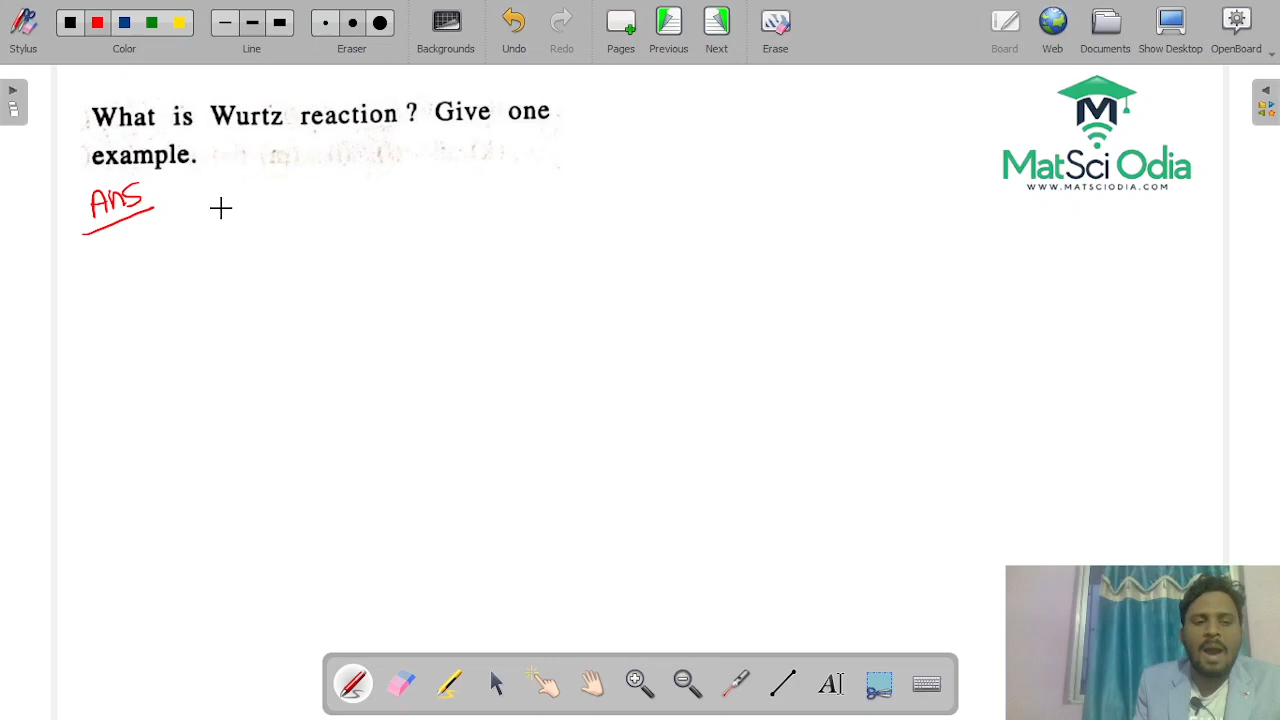 Stylus Color Line Eraser Backgrounds Undo Redo Pages Previous Next Erase Board Web Documents Show Desktop OpenBoard
What is Wurtz reaction ? Give one
example.
Ans
M
MatSci Odia
WWW.MATSCIODIA.COM
AI